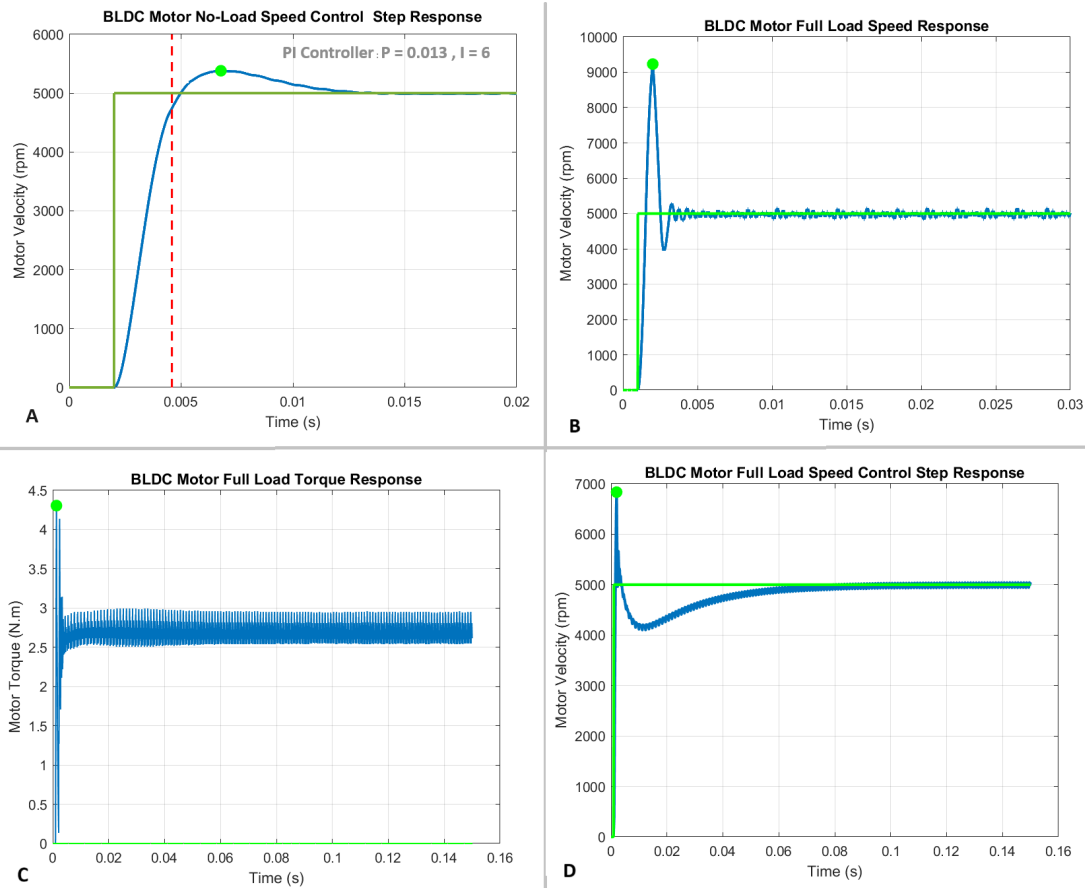 BLDC Motor No-Load Speed Control  Step Response
PI Controller: P = 0.013 , I = 6
6000
5000
4000
3000
2000
1000
0
Motor Velocity (rpm)
0 0.005 0.01 0.015 0.02
Time (s)
A
BLDC Motor Full Load Speed Response
10000
9000
8000
7000
6000
5000
4000
3000
2000
1000
0
Motor Velocity (rpm)
0 0.005 0.01 0.015 0.02 0.025 0.03
Time (s)
B
BLDC Motor Full Load Torque Response
4.5
4
3.5
3
2.5
2
1.5
1
0.5
0
Motor Torque (N.m)
0 0.02 0.04 0.06 0.08 0.1 0.12 0.14 0.16
Time (s)
C
BLDC Motor Full Load Speed Control Step Response
7000
6000
5000
4000
3000
2000
1000
0
Motor Velocity (rpm)
0 0.02 0.04 0.06 0.08 0.1 0.12 0.14 0.16
Time (s)
D